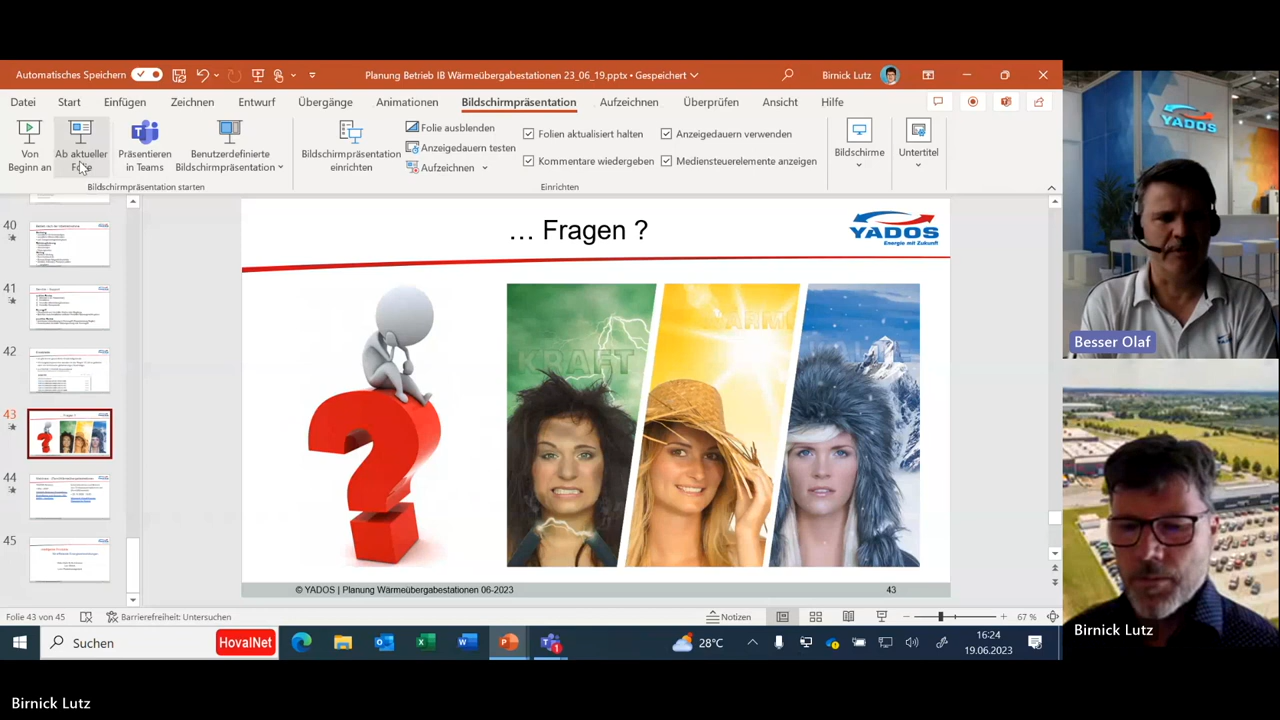 Automatisches Speichern
Planung Betrieb IB Wärmeübergabestationen 23_06_19.pptx • Gespeichert
Birnick Lutz
Datei
Start
Einfügen
Zeichnen
Entwurf
Übergänge
Animationen
Bildschirmpräsentation
Aufzeichnen
Überprüfen
Ansicht
Hilfe
Von
Beginn an
Ab aktueller
Präsentieren
in Teams
Benutzerdefinierte
Bildschirmpräsentation
Bildschirmpräsentation starten
Bildschirmpräsentation
einrichten
Folie ausblenden
Anzeigedauern testen
Aufzeichnen
Folien aktualisiert halten
Kommentare wiedergeben
Anzeigedauern verwenden
Mediensteuerelemente anzeigen
Einrichten
Bildschirme
Untertitel
40
41
42
43
44
45
... Fragen ?
YADOS
Energie mit Zukunft
KRAFT
WÄRME
© YADOS | Planung Wärmeübergabestationen 06-2023
43
YADOS
Besser Olaf
Birnick Lutz
Folie 43 von 45
Barrierefreiheit: Untersuchen
Notizen
67 %
Suchen
HovalNet
28°C
16:24
19.06.2023
Birnick Lutz